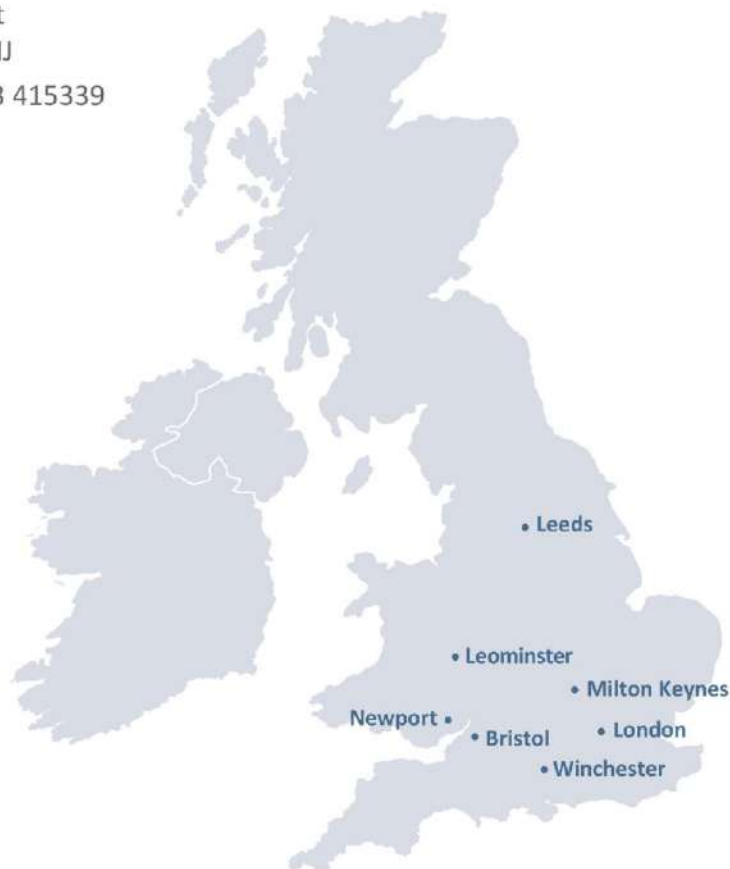 415339
Leeds
Leominster
Milton Keynes
Newport
London
Bristol
Winchester